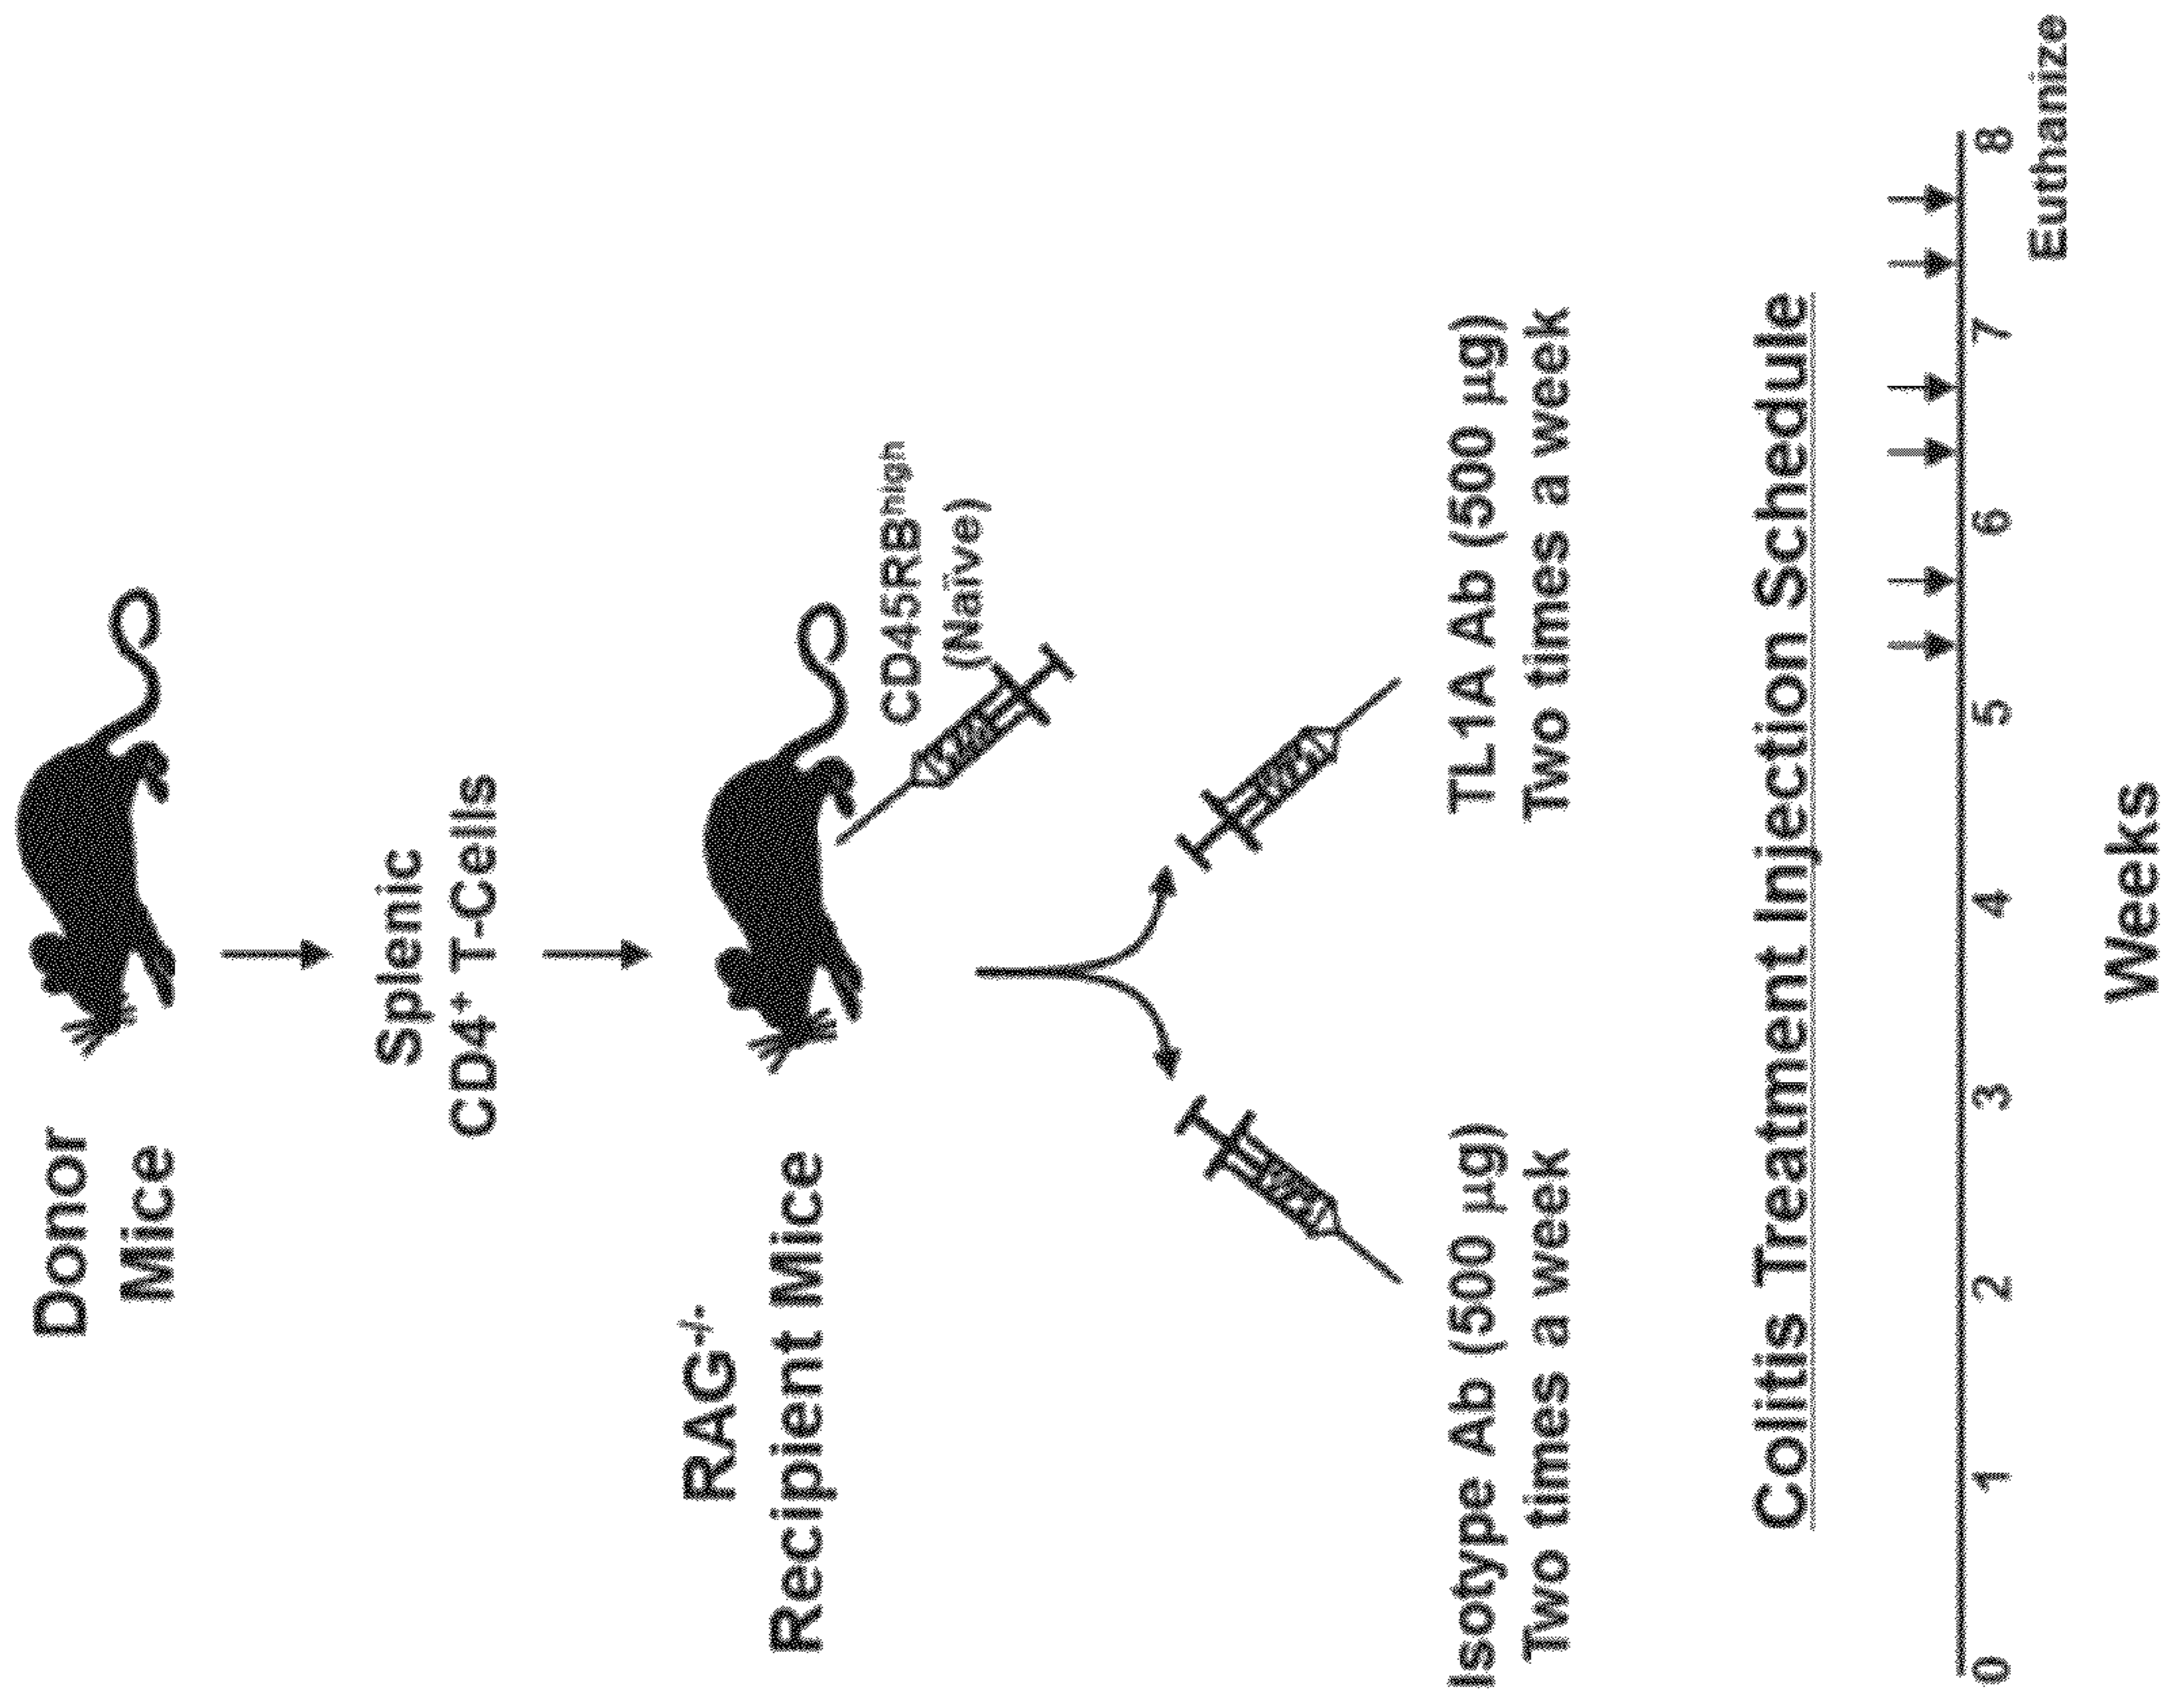 Donor
Mice
Splenic
CD4⁺ T-Cells
RAG⁻/⁻
Recipient Mice
CD45RBʰⁱᵍʰ
(Naïve)
Isotype Ab (500 μg)
Two times a week
TL1A Ab (500 μg)
Two times a week
Colitis Treatment Injection Schedule
0 1 2 3 4 5 6 7 8
Euthanize
Weeks